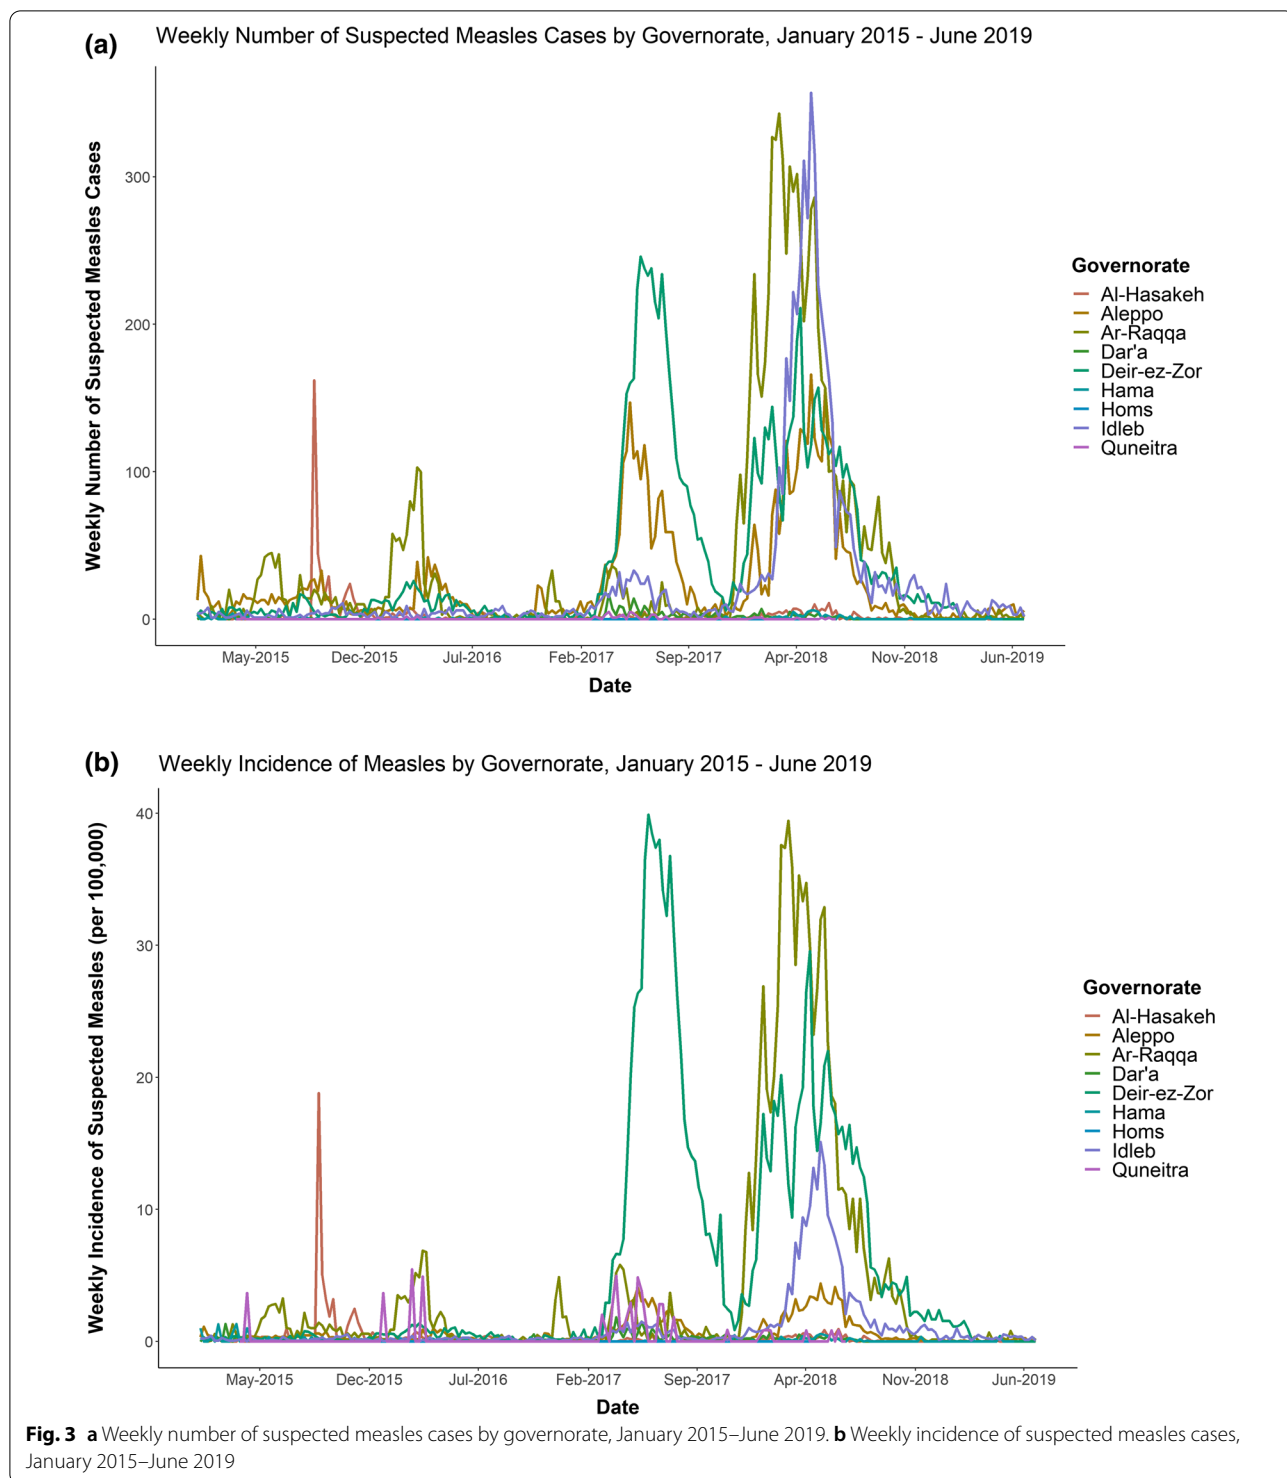 (a) Weekly Number of Suspected Measles Cases by Governorate, January 2015 - June 2019
Weekly Number of Suspected Measles Cases
300
200
100
0
May-2015 Dec-2015 Jul-2016 Feb-2017 Sep-2017 Apr-2018 Nov-2018 Jun-2019
Date
Governorate
Al-Hasakeh
Aleppo
Ar-Raqqa
Dar'a
Deir-ez-Zor
Hama
Homs
Idleb
Quneitra
(b) Weekly Incidence of Measles by Governorate, January 2015 - June 2019
Weekly Incidence of Suspected Measles (per 100,000)
40
30
20
10
0
May-2015 Dec-2015 Jul-2016 Feb-2017 Sep-2017 Apr-2018 Nov-2018 Jun-2019
Date
Governorate
Al-Hasakeh
Aleppo
Ar-Raqqa
Dar'a
Deir-ez-Zor
Hama
Homs
Idleb
Quneitra
Fig. 3 a Weekly number of suspected measles cases by governorate, January 2015–June 2019. b Weekly incidence of suspected measles cases,
January 2015–June 2019